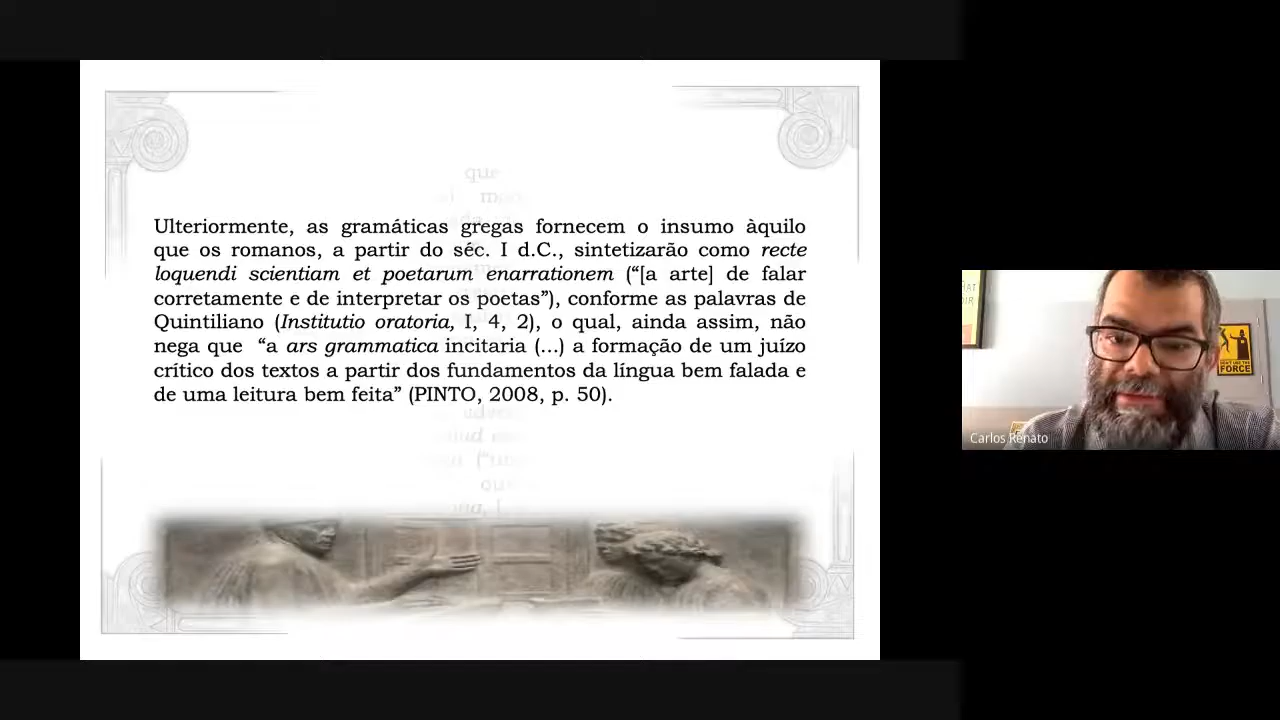 que
Ulteriormente, as gramáticas gregas fornecem o insumo àquilo
que os romanos, a partir do séc. I d.C., sintetizarão como recte
loquendi scientiam et poetarum enarrationem (“[a arte] de falar
corretamente e de interpretar os poetas”), conforme as palavras de
Quintiliano (Institutio oratoria, I, 4, 2), o qual, ainda assim, não
nega que “a ars grammatica incitaria (...) a formação de um juízo
crítico dos textos a partir dos fundamentos da língua bem falada e
de uma leitura bem feita” (PINTO, 2008, p. 50).
FORCE
Carlos Renato